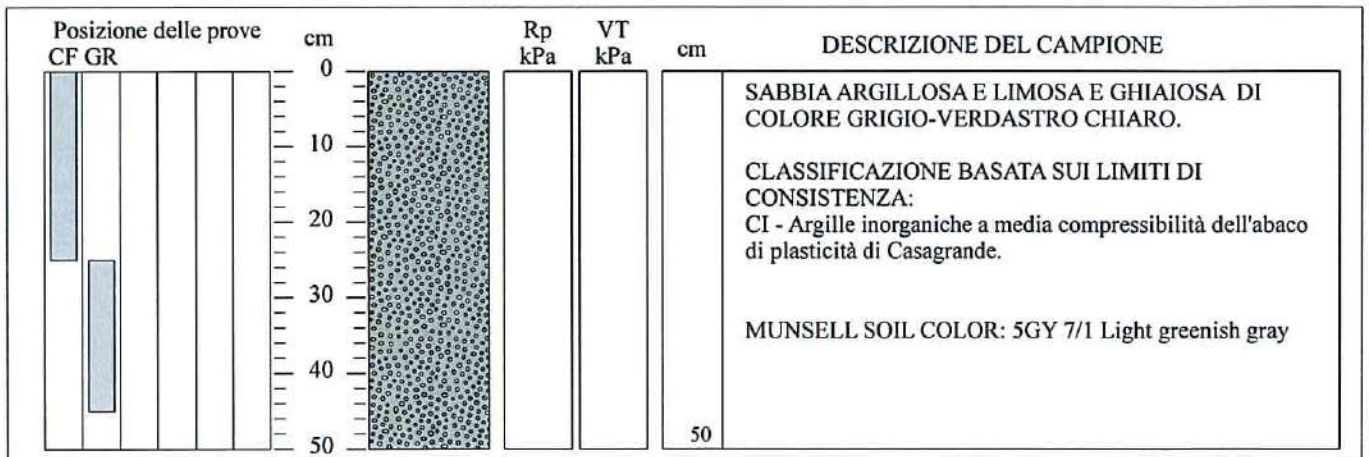 Posizione delle prove
CF GR
cm
Rp
kPa
VT
kPa
cm
DESCRIZIONE DEL CAMPIONE
0
10
20
30
40
50
50
SABBIA ARGILLOSA E LIMOSA E GHIAIOSA DI
COLORE GRIGIO-VERDASTRO CHIARO.
CLASSIFICAZIONE BASATA SUI LIMITI DI
CONSISTENZA:
CI - Argille inorganiche a media compressibilità dell'abaco
di plasticità di Casagrande.
MUNSELL SOIL COLOR: 5GY 7/1 Light greenish gray